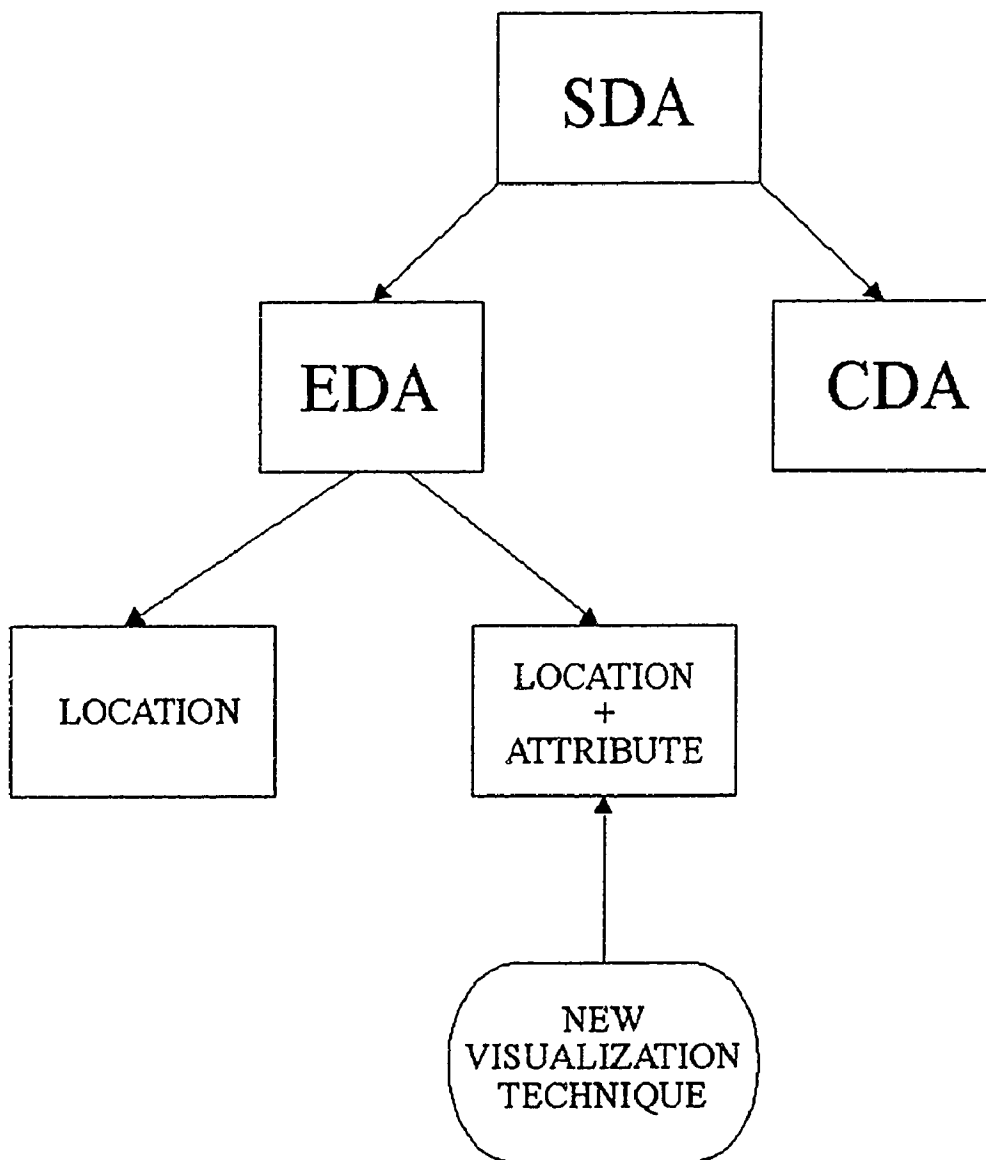 SDA
EDA
CDA
LOCATION
LOCATION
+
ATTRIBUTE
NEW
VISUALIZATION
TECHNIQUE